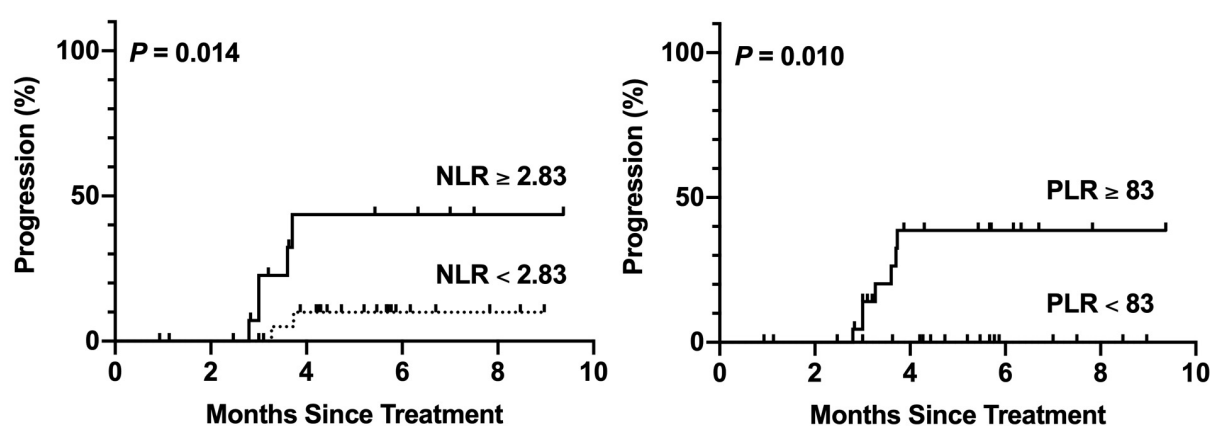 P = 0.014
100
50
0
Progression (%)
NLR ≥ 2.83
NLR < 2.83
0 2 4 6 8 10
Months Since Treatment
P = 0.010
100
50
0
Progression (%)
PLR ≥ 83
PLR < 83
0 2 4 6 8 10
Months Since Treatment